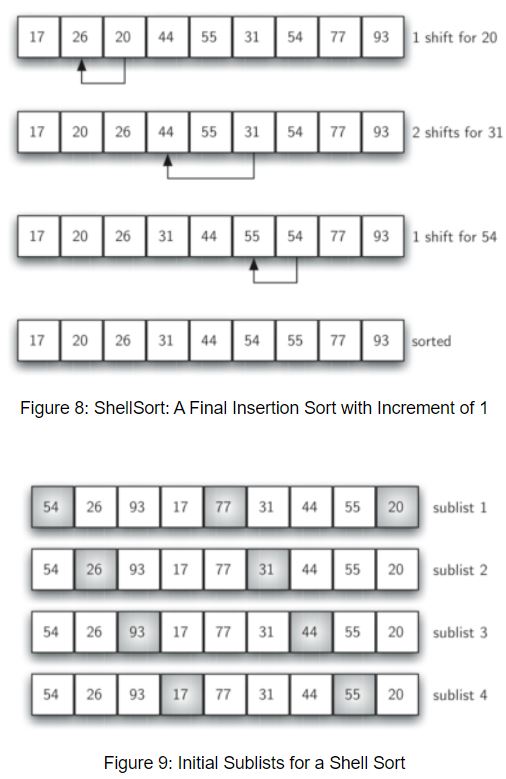 17 26 20 44 55 31 54 77 93 1 shift for 20
17 20 26 44 55 31 54 77 93 2 shifts for 31
17 20 26 31 44 55 54 77 93 1 shift for 54
17 20 26 31 44 54 55 77 93 sorted
Figure 8: ShellSort: A Final Insertion Sort with Increment of 1
54 26 93 17 77 31 44 55 20 sublist 1
54 26 93 17 77 31 44 55 20 sublist 2
54 26 93 17 77 31 44 55 20 sublist 3
54 26 93 17 77 31 44 55 20 sublist 4
Figure 9: Initial Sublists for a Shell Sort